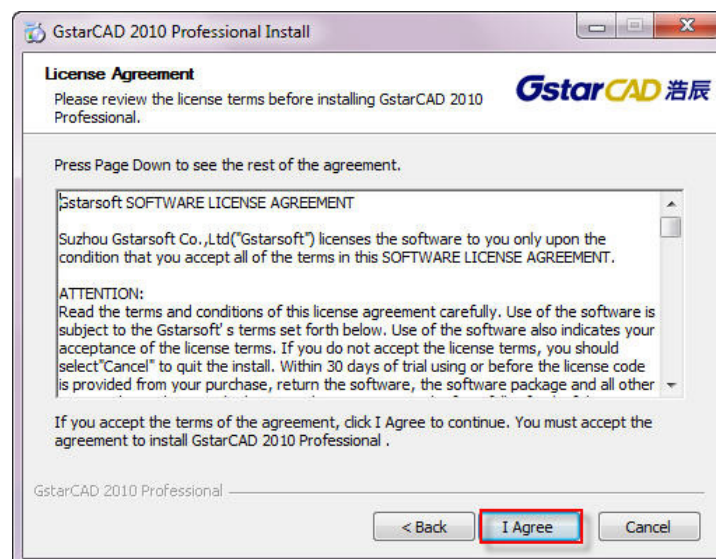 GstarCAD 2010 Professional Install
License Agreement
Please review the license terms before installing GstarCAD 2010
Professional.
GstarCAD 浩辰
Press Page Down to see the rest of the agreement.
Gstarsoft SOFTWARE LICENSE AGREEMENT
Suzhou Gstarsoft Co.,Ltd("Gstarsoft") licenses the software to you only upon the
condition that you accept all of the terms in this SOFTWARE LICENSE AGREEMENT.
ATTENTION:
Read the terms and conditions of this license agreement carefully. Use of the software is
subject to the Gstarsoft' s terms set forth below. Use of the software also indicates your
acceptance of the license terms. If you do not accept the license terms, you should
select"Cancel" to quit the install. Within 30 days of trial using or before the license code
is provided from your purchase, return the software, the software package and all other
If you accept the terms of the agreement, click I Agree to continue. You must accept the
agreement to install GstarCAD 2010 Professional .
GstarCAD 2010 Professional
< Back
I Agree
Cancel